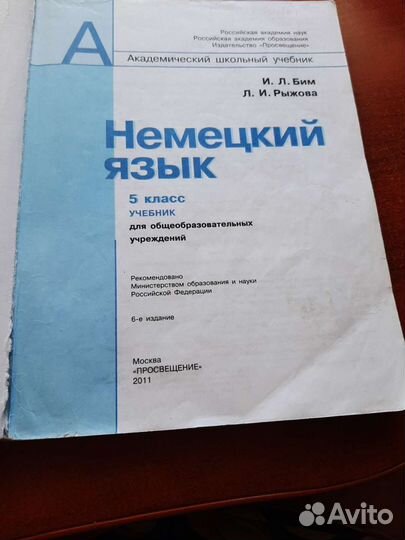 Российская академия наук
Российская академия образования
Издательство «Просвещение»
А
Академический школьный учебник
И. Л. Бим
Л. И. Рыжова
Немецкий
язык
5 класс
УЧЕБНИК
для общеобразовательных
учреждений
Рекомендовано
Министерством образования и науки
Российской Федерации
6-е издание
Москва
«ПРОСВЕЩЕНИЕ»
2011
Avito